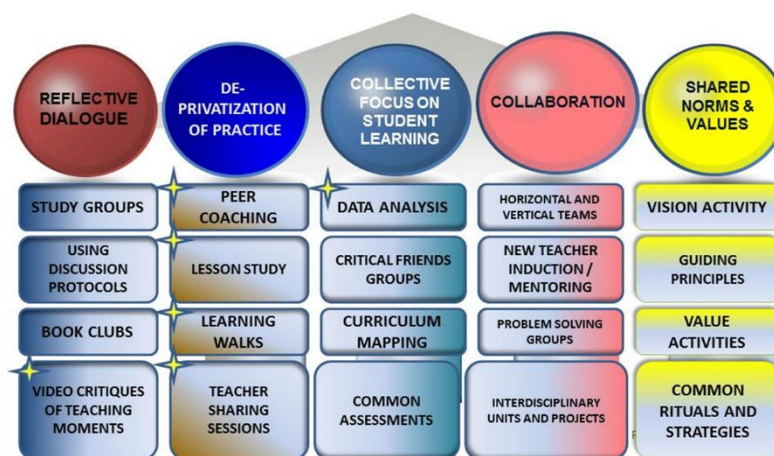 REFLECTIVE
DIALOGUE
DE-
PRIVATIZATION
OF PRACTICE
COLLECTIVE
FOCUS ON
STUDENT
LEARNING
COLLABORATION
SHARED
NORMS &
VALUES
STUDY GROUPS
PEER
COACHING
DATA ANALYSIS
HORIZONTAL AND
VERTICAL TEAMS
VISION ACTIVITY
USING
DISCUSSION
PROTOCOLS
LESSON STUDY
CRITICAL FRIENDS
GROUPS
NEW TEACHER
INDUCTION /
MENTORING
GUIDING
PRINCIPLES
BOOK CLUBS
LEARNING
WALKS
CURRICULUM
MAPPING
PROBLEM SOLVING
GROUPS
VALUE
ACTIVITIES
VIDEO CRITIQUES
OF TEACHING
MOMENTS
TEACHER
SHARING
SESSIONS
COMMON
ASSESSMENTS
INTERDISCIPLINARY
UNITS AND PROJECTS
COMMON
RITUALS AND
STRATEGIES